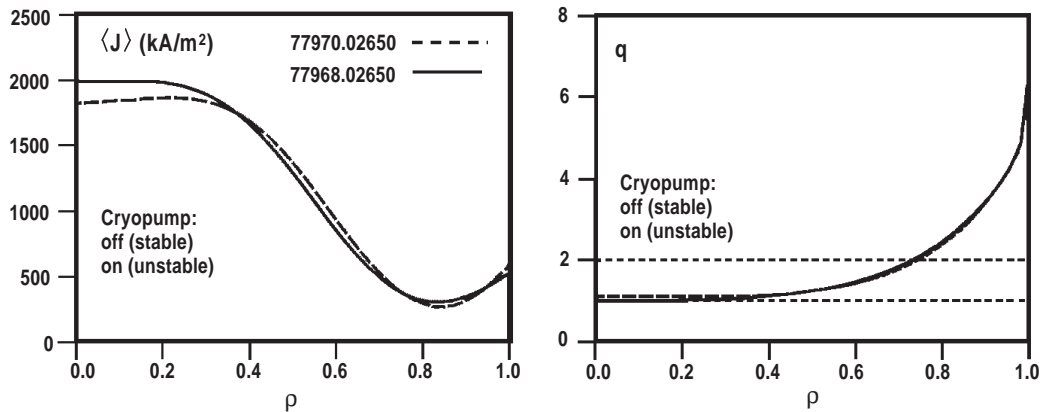 2500
2000
1500
1000
500
0
⟨J⟩ (kA/m²)
77970.02650
77968.02650
Cryopump:
off (stable)
on (unstable)
0.0 0.2 0.4 0.6 0.8 1.0
ρ
8
6
4
2
0
q
Cryopump:
off (stable)
on (unstable)
0.0 0.2 0.4 0.6 0.8 1.0
ρ